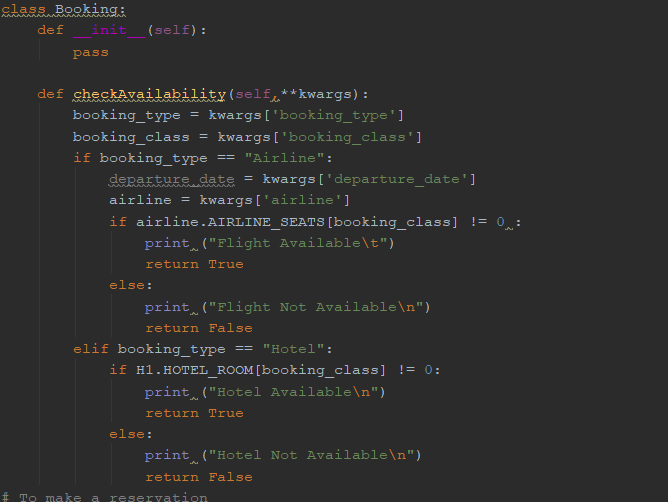 class Booking:
    def __init__(self):
        pass

    def checkAvailability(self,**kwargs):
        booking_type = kwargs['booking_type']
        booking_class = kwargs['booking_class']
        if booking_type == "Airline":
            departure_date = kwargs['departure_date']
            airline = kwargs['airline']
            if airline.AIRLINE_SEATS[booking_class] != 0 :
                print ("Flight Available\t")
                return True
            else:
                print ("Flight Not Available\n")
                return False
        elif booking_type == "Hotel":
            if H1.HOTEL_ROOM[booking_class] != 0:
                print ("Hotel Available\n")
                return True
            else:
                print ("Hotel Not Available\n")
                return False
# To make a reservation